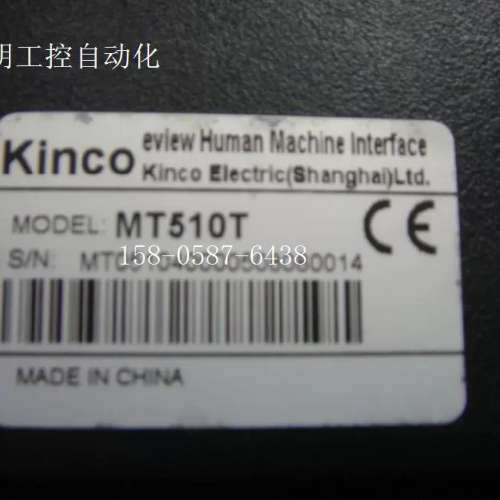 明工控自动化
Kinco
eview Human Machine Interface
Kinco Electric(Shanghai)Ltd.
MODEL: MT510T
CE
S/N:
158-0587-6438
MADE IN CHINA